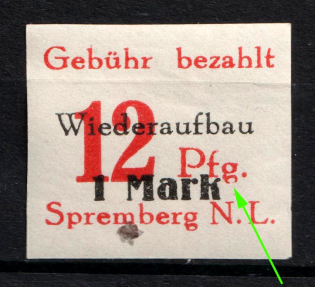 Gebühr bezahlt
Wiederaufbau
12 Pfg.
1 Mark
Spremberg N.L.